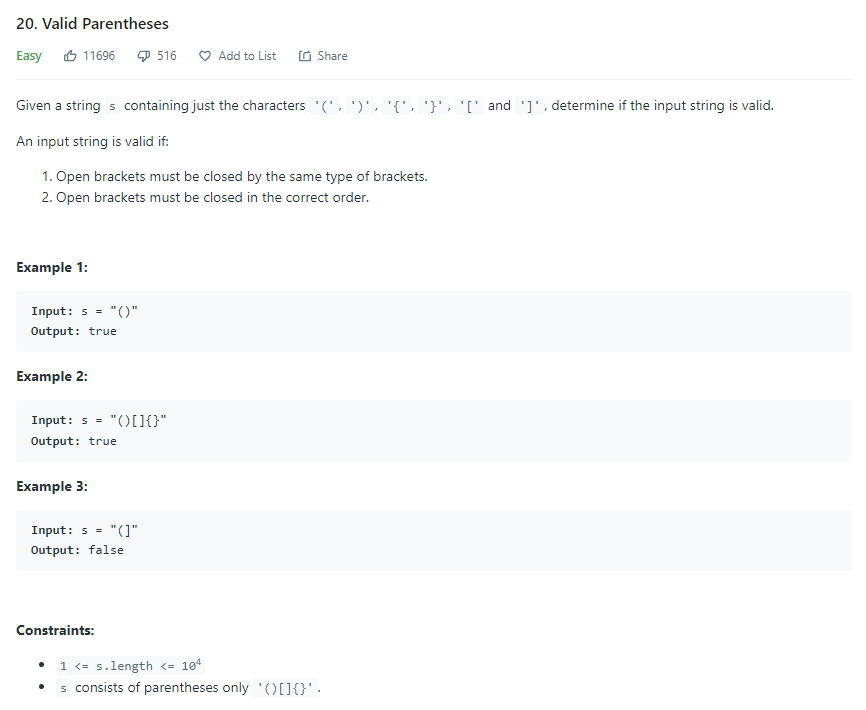 20. Valid Parentheses
Easy 11696 516 Add to List Share
Given a string s containing just the characters '(', ')', '{', '}', '[' and ']', determine if the input string is valid.
An input string is valid if:
1. Open brackets must be closed by the same type of brackets.
2. Open brackets must be closed in the correct order.
Example 1:
Input: s = "()"
Output: true
Example 2:
Input: s = "()[]{}"
Output: true
Example 3:
Input: s = "(]"
Output: false
Constraints:
• 1 <= s.length <= 10⁴
• s consists of parentheses only '()[]{}'.